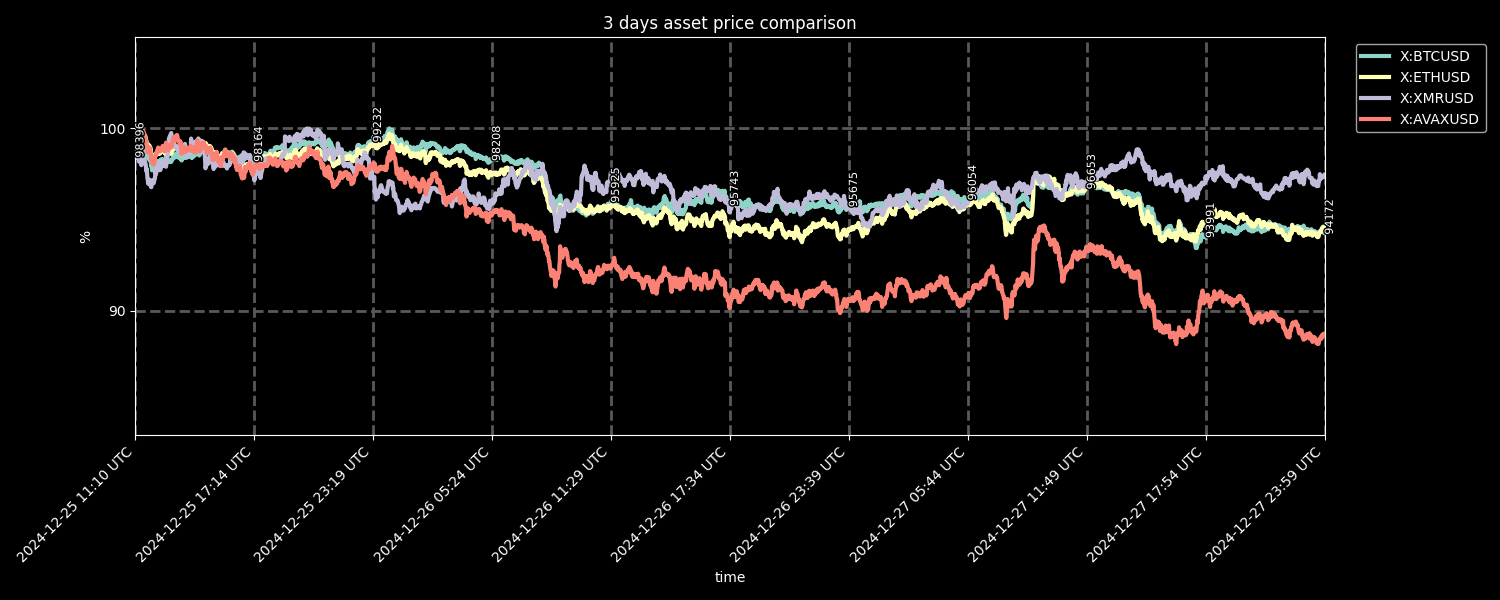 3 days asset price comparison
X:BTCUSD
X:ETHUSD
X:XMRUSD
X:AVAXUSD
100
90
%
98396
98164
99232
98208
95925
95743
95675
96054
96653
93991
94172
2024-12-25 11:10 UTC
2024-12-25 17:14 UTC
2024-12-25 23:19 UTC
2024-12-26 05:24 UTC
2024-12-26 11:29 UTC
2024-12-26 17:34 UTC
2024-12-26 23:39 UTC
2024-12-27 05:44 UTC
2024-12-27 11:49 UTC
2024-12-27 17:54 UTC
2024-12-27 23:59 UTC
time